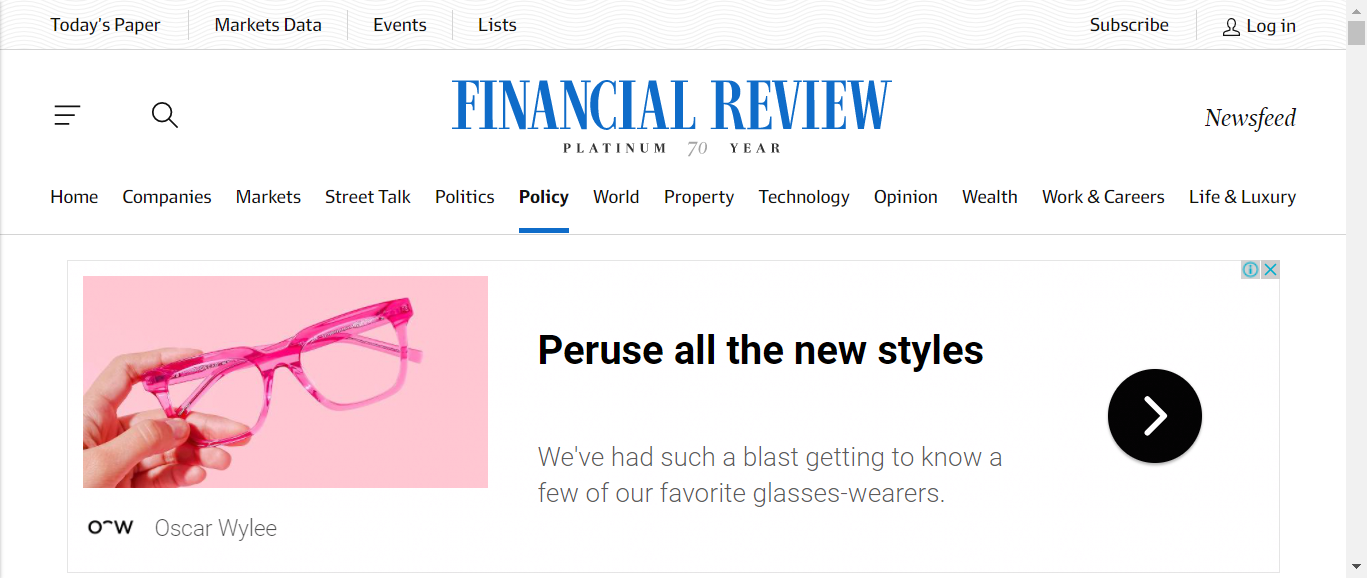 Today's Paper Markets Data Events Lists Subscribe Log in
FINANCIAL REVIEW
PLATINUM 70 YEAR
Newsfeed
Home Companies Markets Street Talk Politics Policy World Property Technology Opinion Wealth Work & Careers Life & Luxury
Peruse all the new styles
We've had such a blast getting to know a
few of our favorite glasses-wearers.
O~W Oscar Wylee